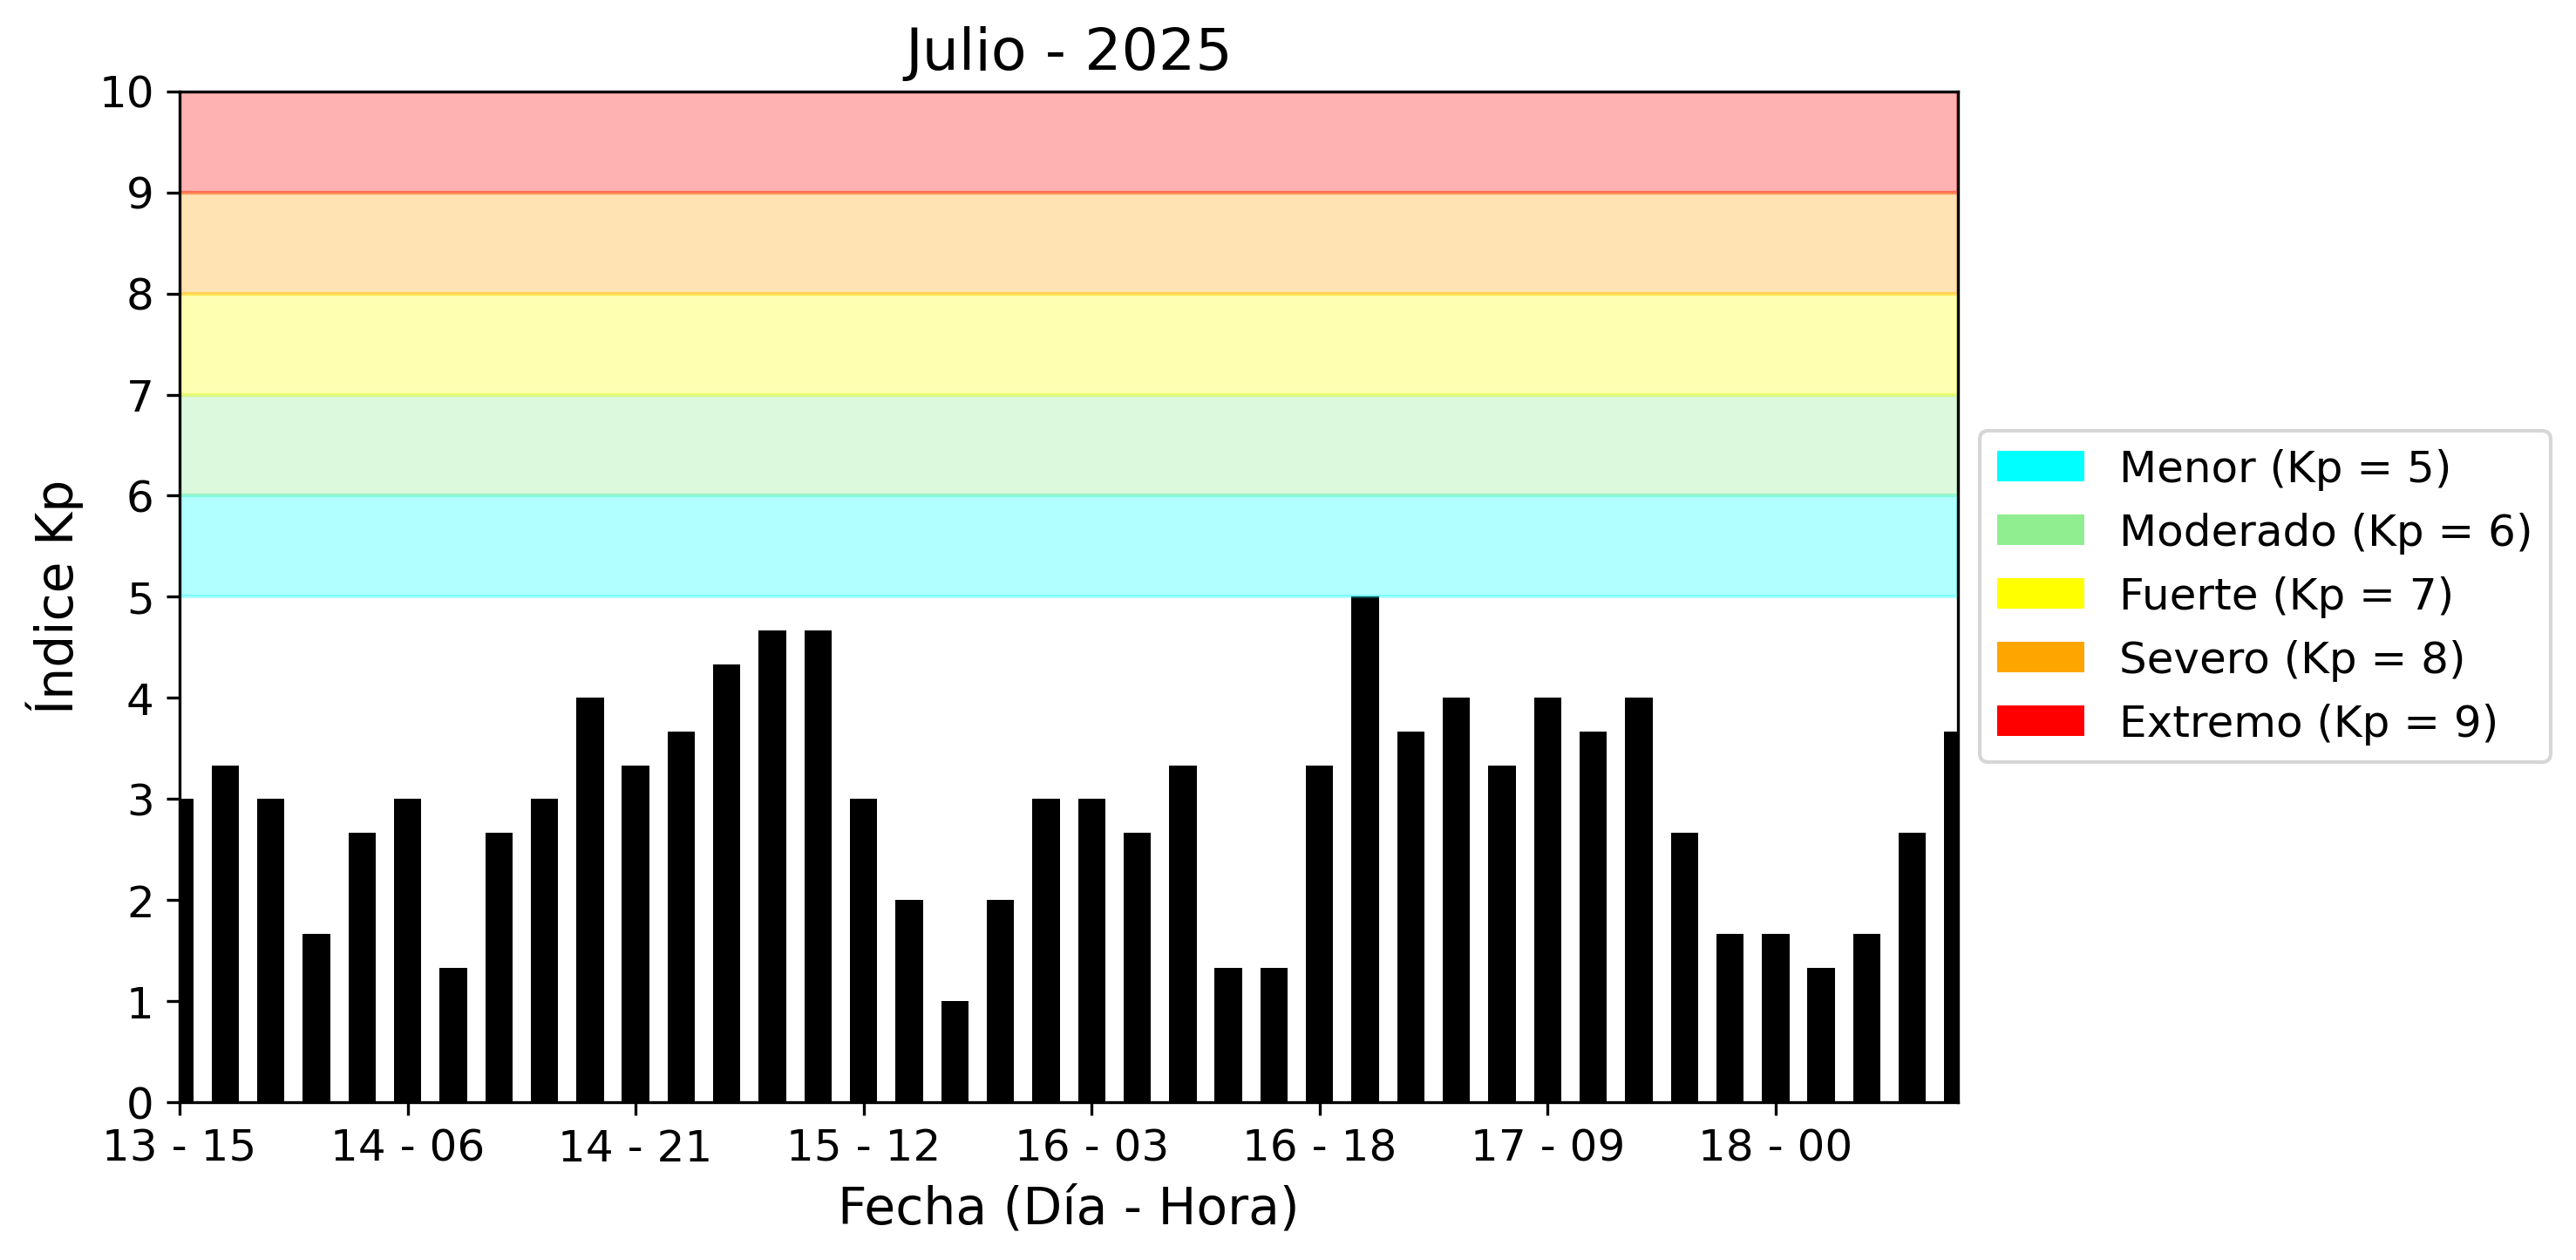 Julio - 2025
10
9
8
7
6
5
4
3
2
1
0
Índice Kp
13 - 15 14 - 06 14 - 21 15 - 12 16 - 03 16 - 18 17 - 09 18 - 00
Fecha (Día - Hora)
Menor (Kp = 5)
Moderado (Kp = 6)
Fuerte (Kp = 7)
Severo (Kp = 8)
Extremo (Kp = 9)